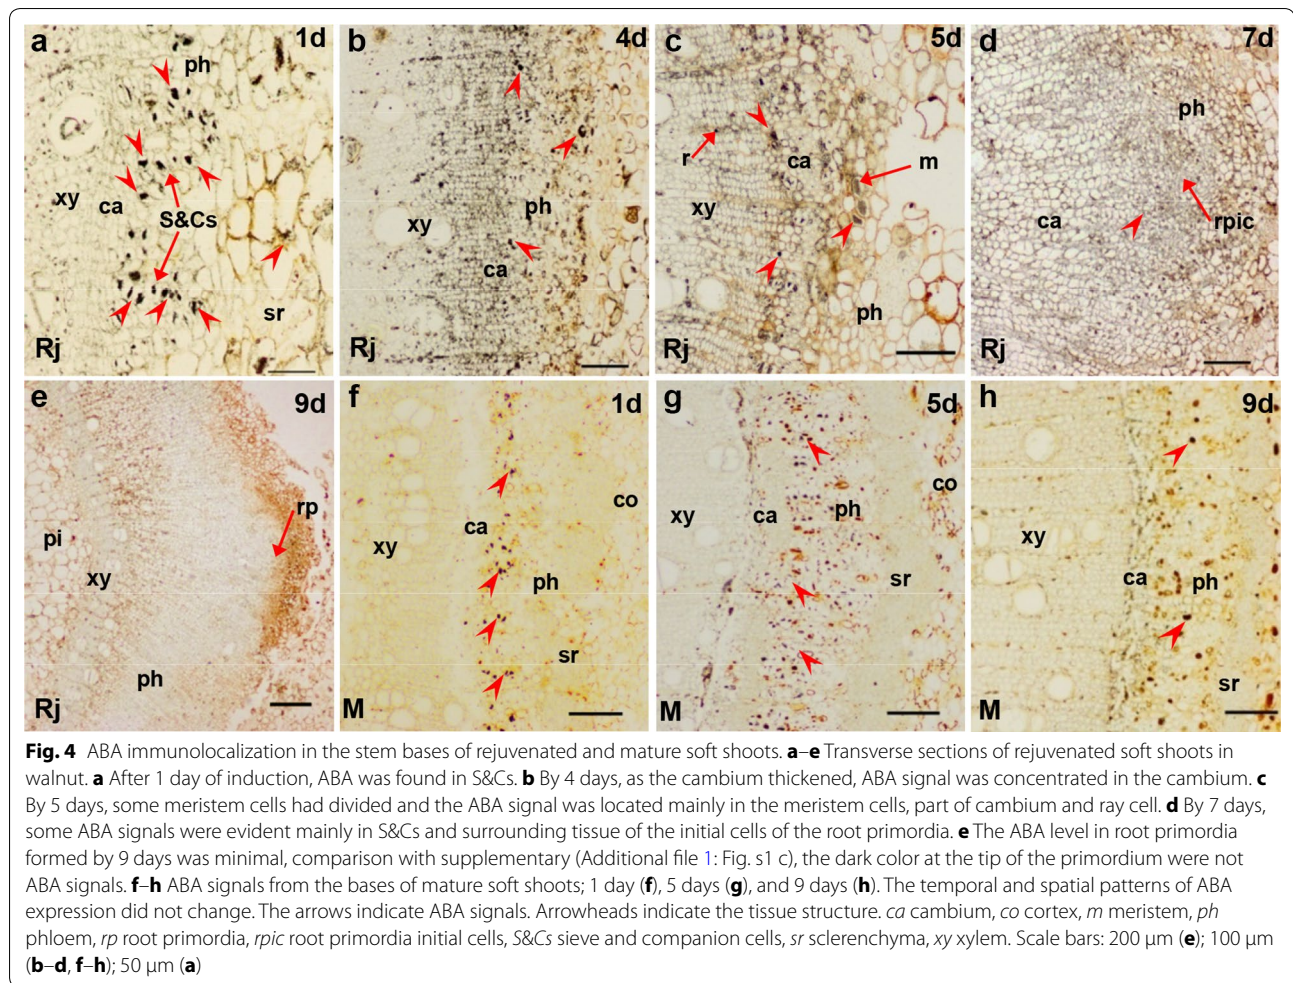 a 1d
ph
xy
ca
S&Cs
sr
Rj
b 4d
xy
ph
ca
Rj
c 5d
r
ca
m
xy
ph
Rj
d 7d
ph
ca
rpic
Rj
e 9d
rp
pi
xy
ph
Rj
f 1d
co
ca
xy
ph
sr
M
g 5d
co
xy
ca
ph
sr
M
h 9d
xy
ca
ph
sr
M
Fig. 4 ABA immunolocalization in the stem bases of rejuvenated and mature soft shoots. a–e Transverse sections of rejuvenated soft shoots in
walnut. a After 1 day of induction, ABA was found in S&Cs. b By 4 days, as the cambium thickened, ABA signal was concentrated in the cambium. c
By 5 days, some meristem cells had divided and the ABA signal was located mainly in the meristem cells, part of cambium and ray cell. d By 7 days,
some ABA signals were evident mainly in S&Cs and surrounding tissue of the initial cells of the root primordia. e The ABA level in root primordia
formed by 9 days was minimal, comparison with supplementary (Additional file 1: Fig. s1 c), the dark color at the tip of the primordium were not
ABA signals. f–h ABA signals from the bases of mature soft shoots; 1 day (f), 5 days (g), and 9 days (h). The temporal and spatial patterns of ABA
expression did not change. The arrows indicate ABA signals. Arrowheads indicate the tissue structure. ca cambium, co cortex, m meristem, ph
phloem, rp root primordia, rpic root primordia initial cells, S&Cs sieve and companion cells, sr sclerenchyma, xy xylem. Scale bars: 200 µm (e); 100 µm
(b–d, f–h); 50 µm (a)